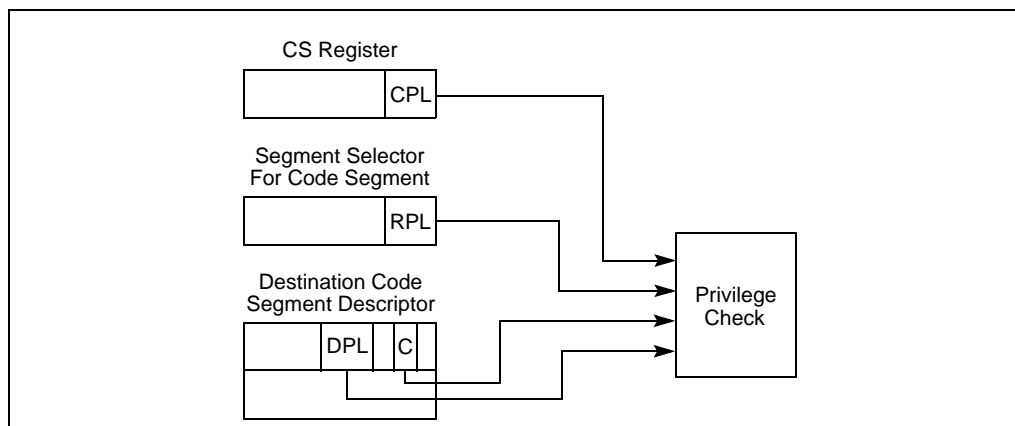 CS Register
CPL
Segment Selector
For Code Segment
RPL
Destination Code
Segment Descriptor
DPL
C
Privilege
Check